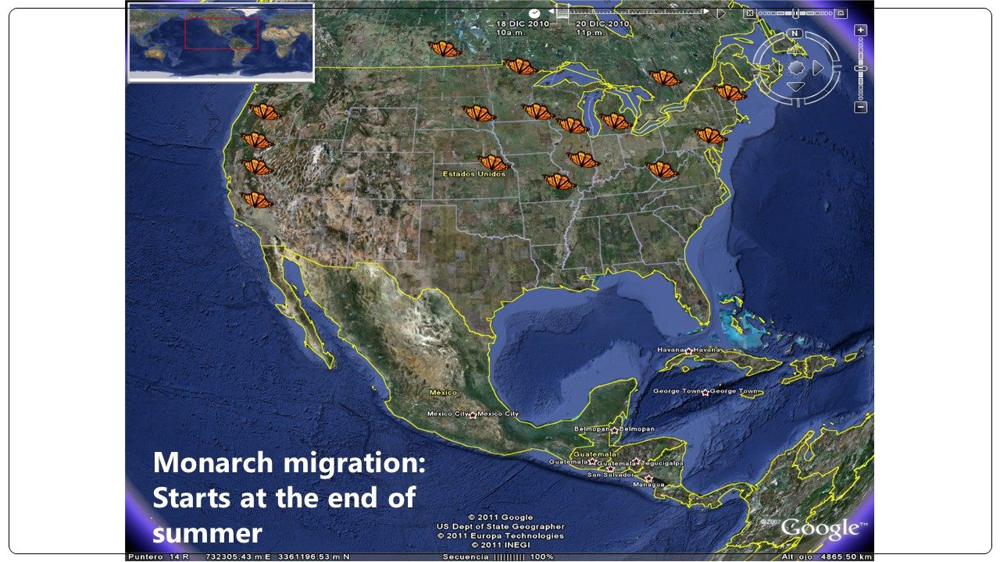 18 DIC 2010
10a.m.
20 DIC 2010
11p.m.
N
Estados Unidos
Havana Havana
George Town George Town
México
Mexico City Mexico City
Belmopan Belmopan
Guatemala
Guatemala Guatemala Tegucigalpa
San Salvador
Managua
Monarch migration:
Starts at the end of
summer
© 2011 Google
US Dept of State Geographer
© 2011 Europa Technologies
© 2011 INEGI
©2007 Google™
Puntero 14 R 732305.43 m E 3361196.53 m N Secuencia |||||||||| 100% Alt. ojo 4865.50 km